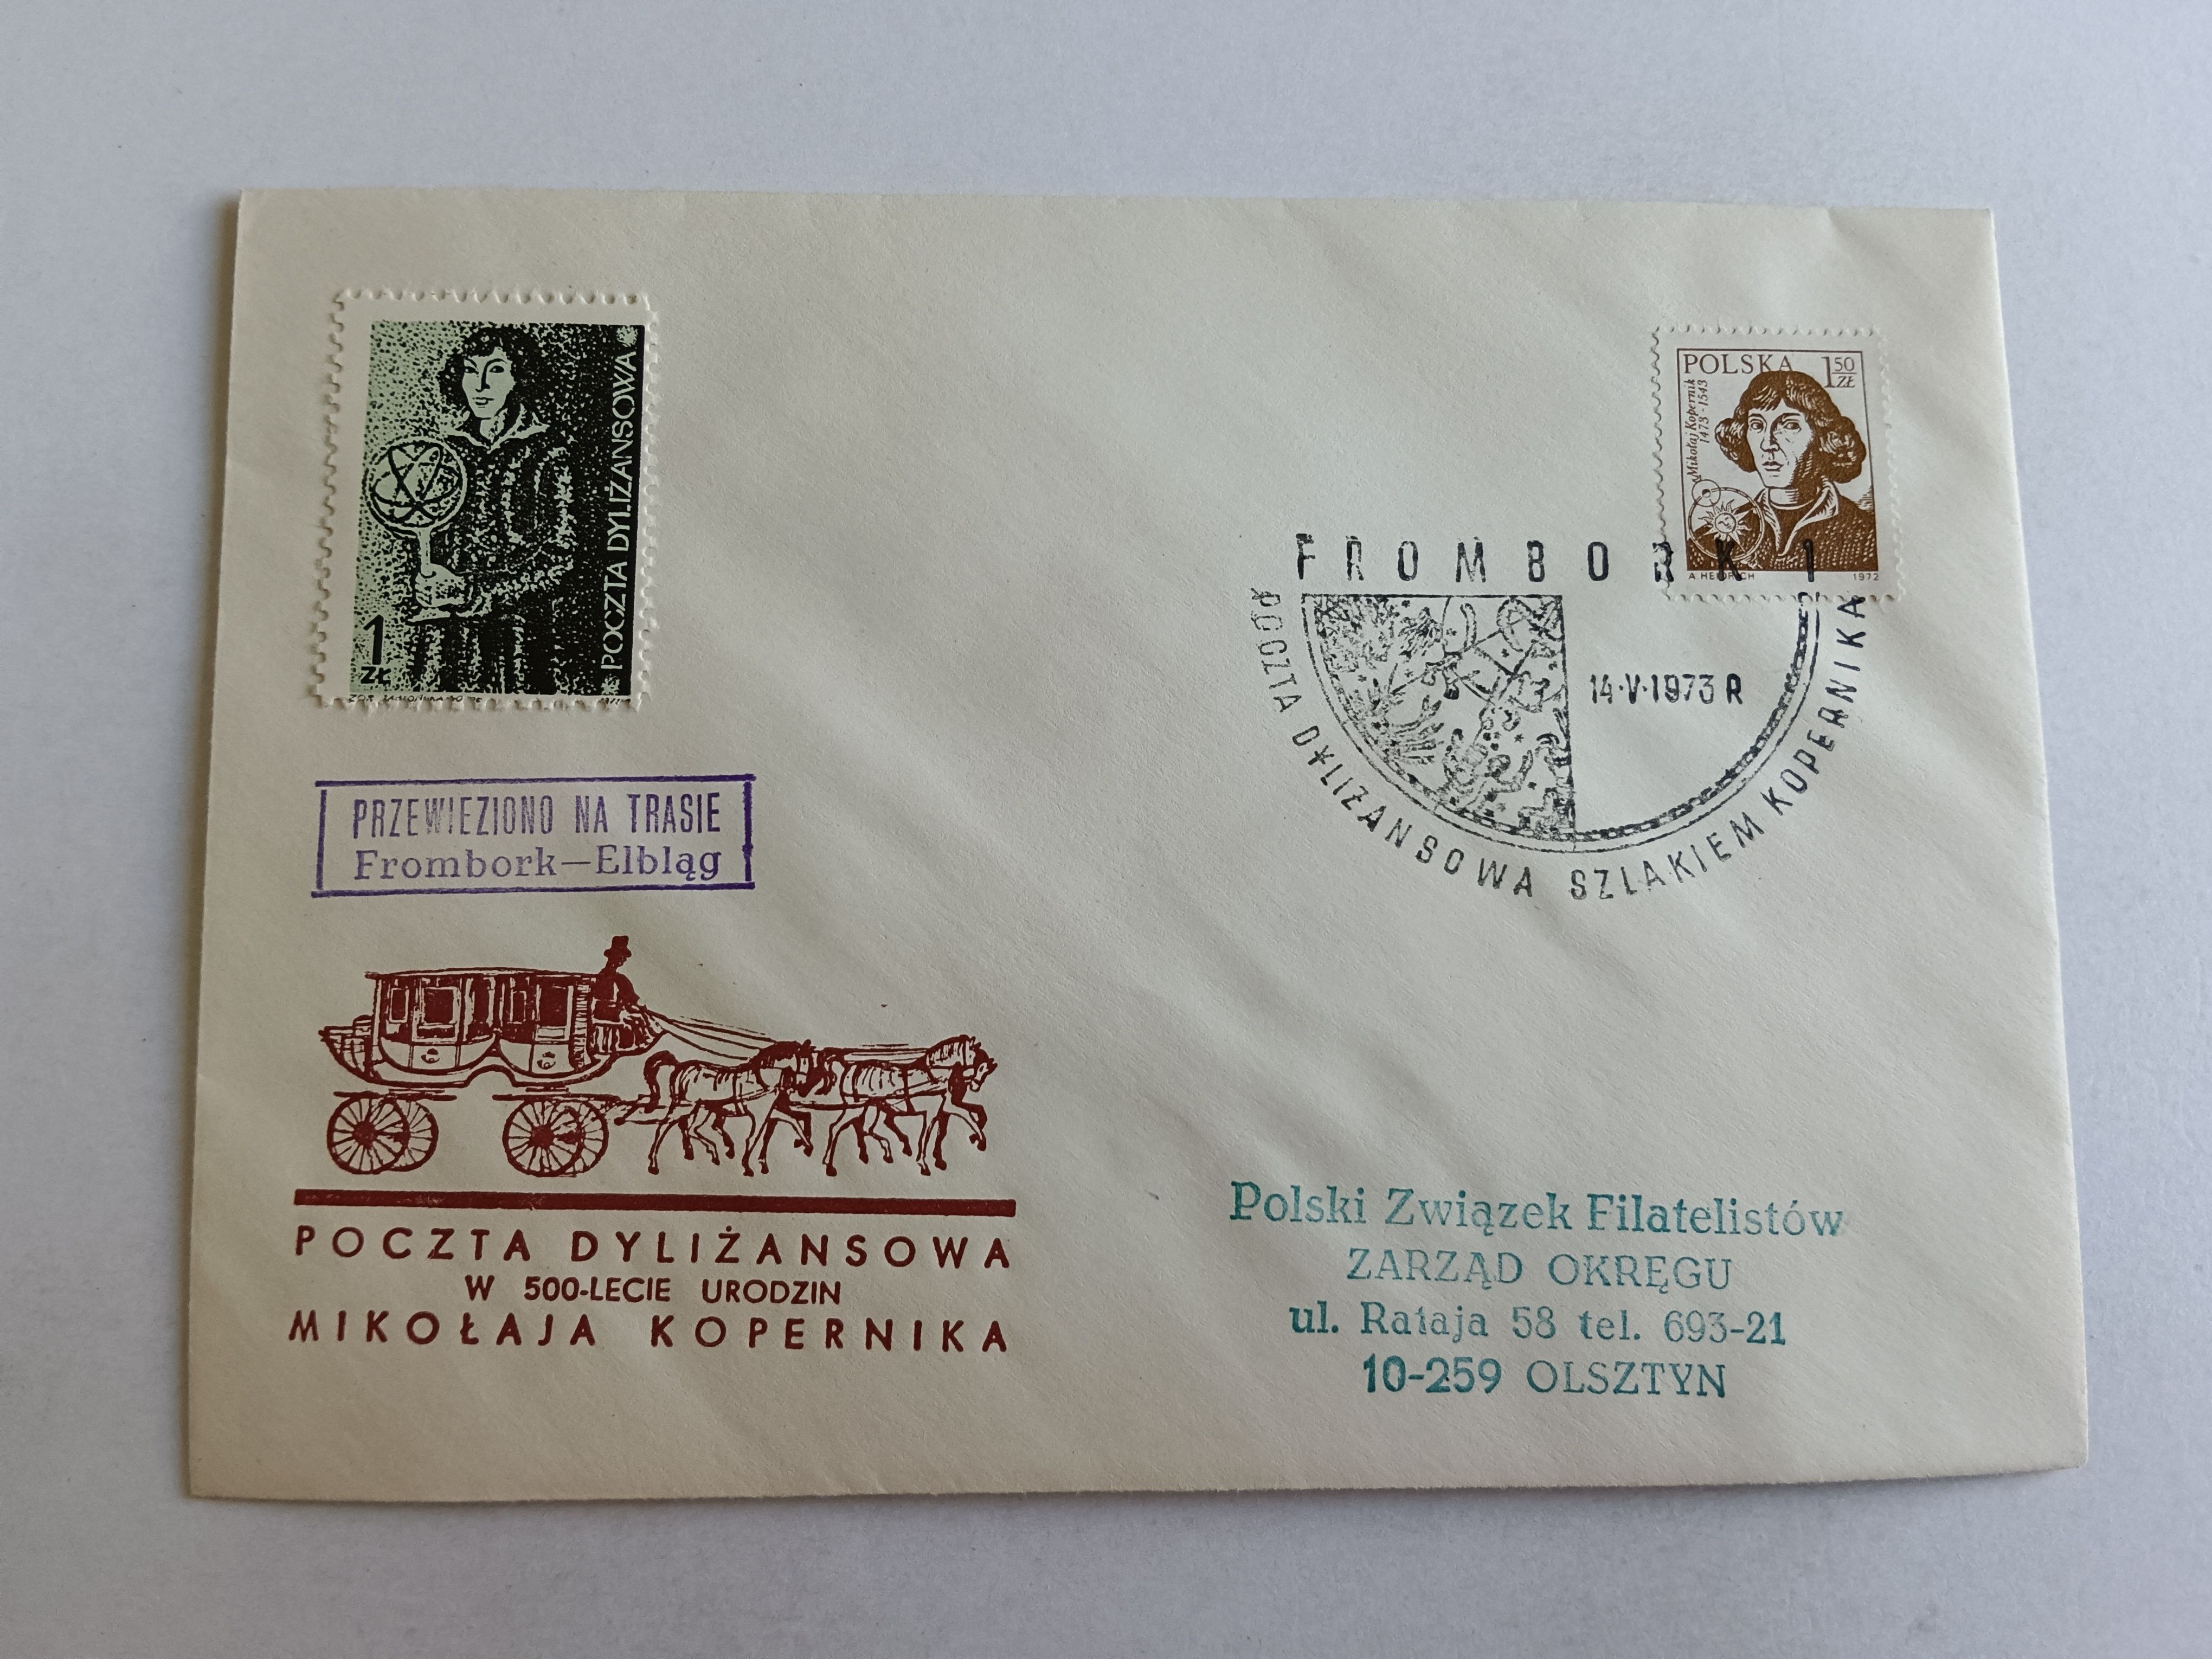 POCZTA DYLIŻANSOWA
1
ZŁ
POLSKA 1 50 ZŁ
Mikołaj Kopernik
1473 - 1543
1972
FROMBORK 1
14·V·1973 R
POCZTA DYLIŻANSOWA SZLAKIEM KOPERNIKA
PRZEWIEZIONO NA TRASIE
Frombork—Elbląg
POCZTA DYLIŻANSOWA
W 500-LECIE URODZIN
MIKOŁAJA KOPERNIKA
Polski Związek Filatelistów
ZARZĄD OKRĘGU
ul. Rataja 58 tel. 693-21
10-259 OLSZTYN